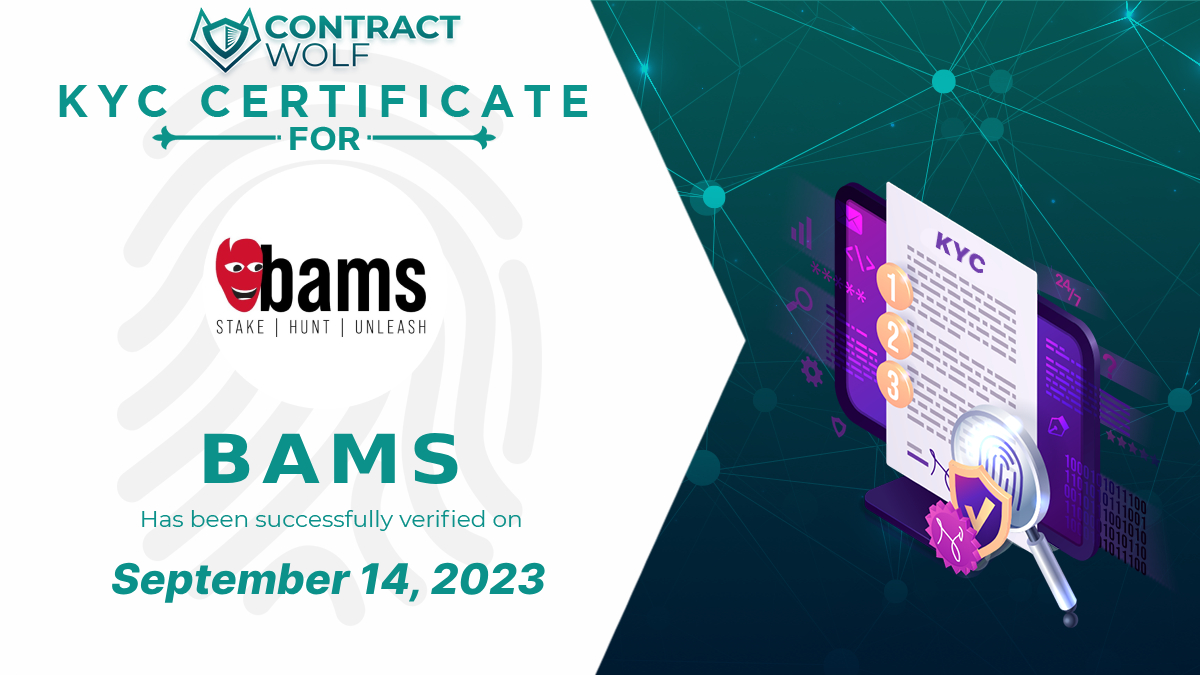 CONTRACT
WOLF
KYC CERTIFICATE
FOR
bams
STAKE | HUNT | UNLEASH
BAMS
Has been successfully verified on
September 14, 2023
KYC
1
2
3
24/7